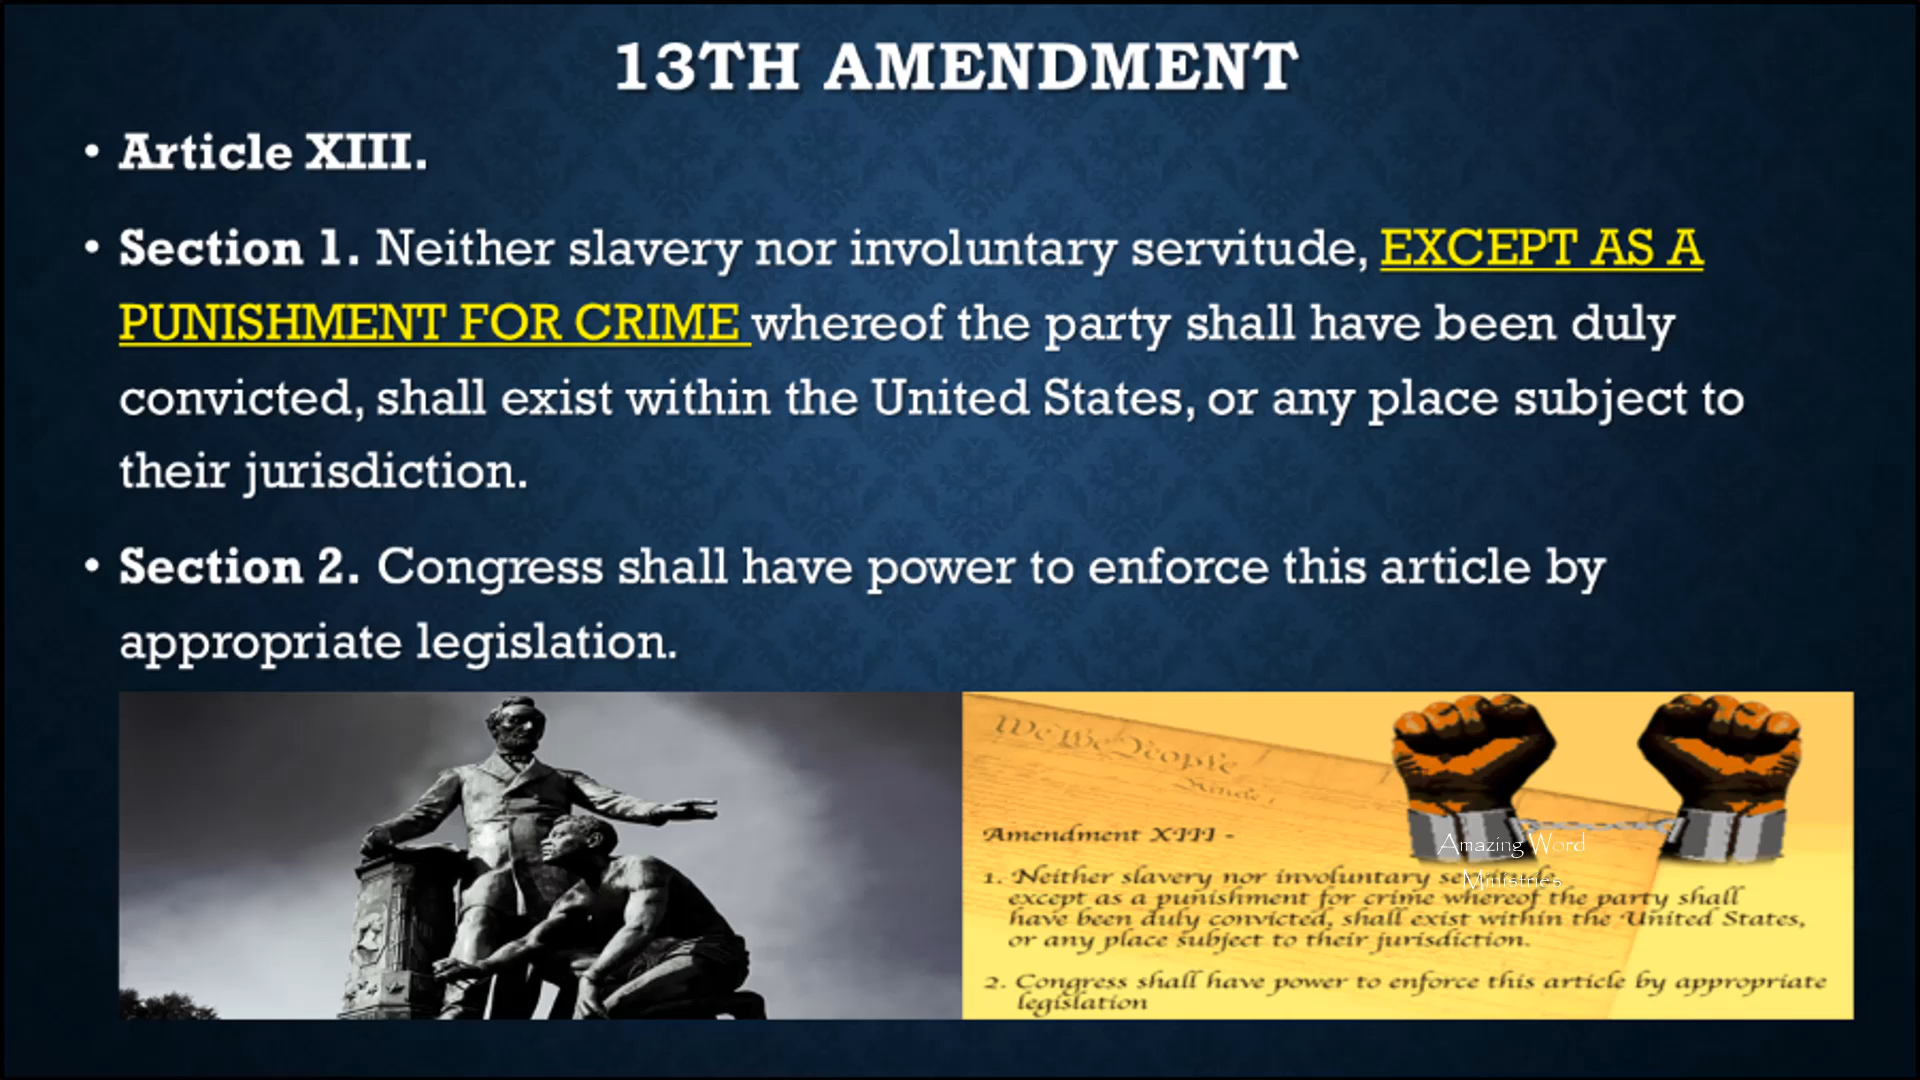 13TH AMENDMENT
• Article XIII.
• Section 1. Neither slavery nor involuntary servitude, EXCEPT AS A
PUNISHMENT FOR CRIME whereof the party shall have been duly
convicted, shall exist within the United States, or any place subject to
their jurisdiction.
• Section 2. Congress shall have power to enforce this article by
appropriate legislation.
We the People
Amendment XIII -
1. Neither slavery nor involuntary servitude,
except as a punishment for crime whereof the party shall
have been duly convicted, shall exist within the United States,
or any place subject to their jurisdiction.
2. Congress shall have power to enforce this article by appropriate
legislation
Amazing Word
Ministries